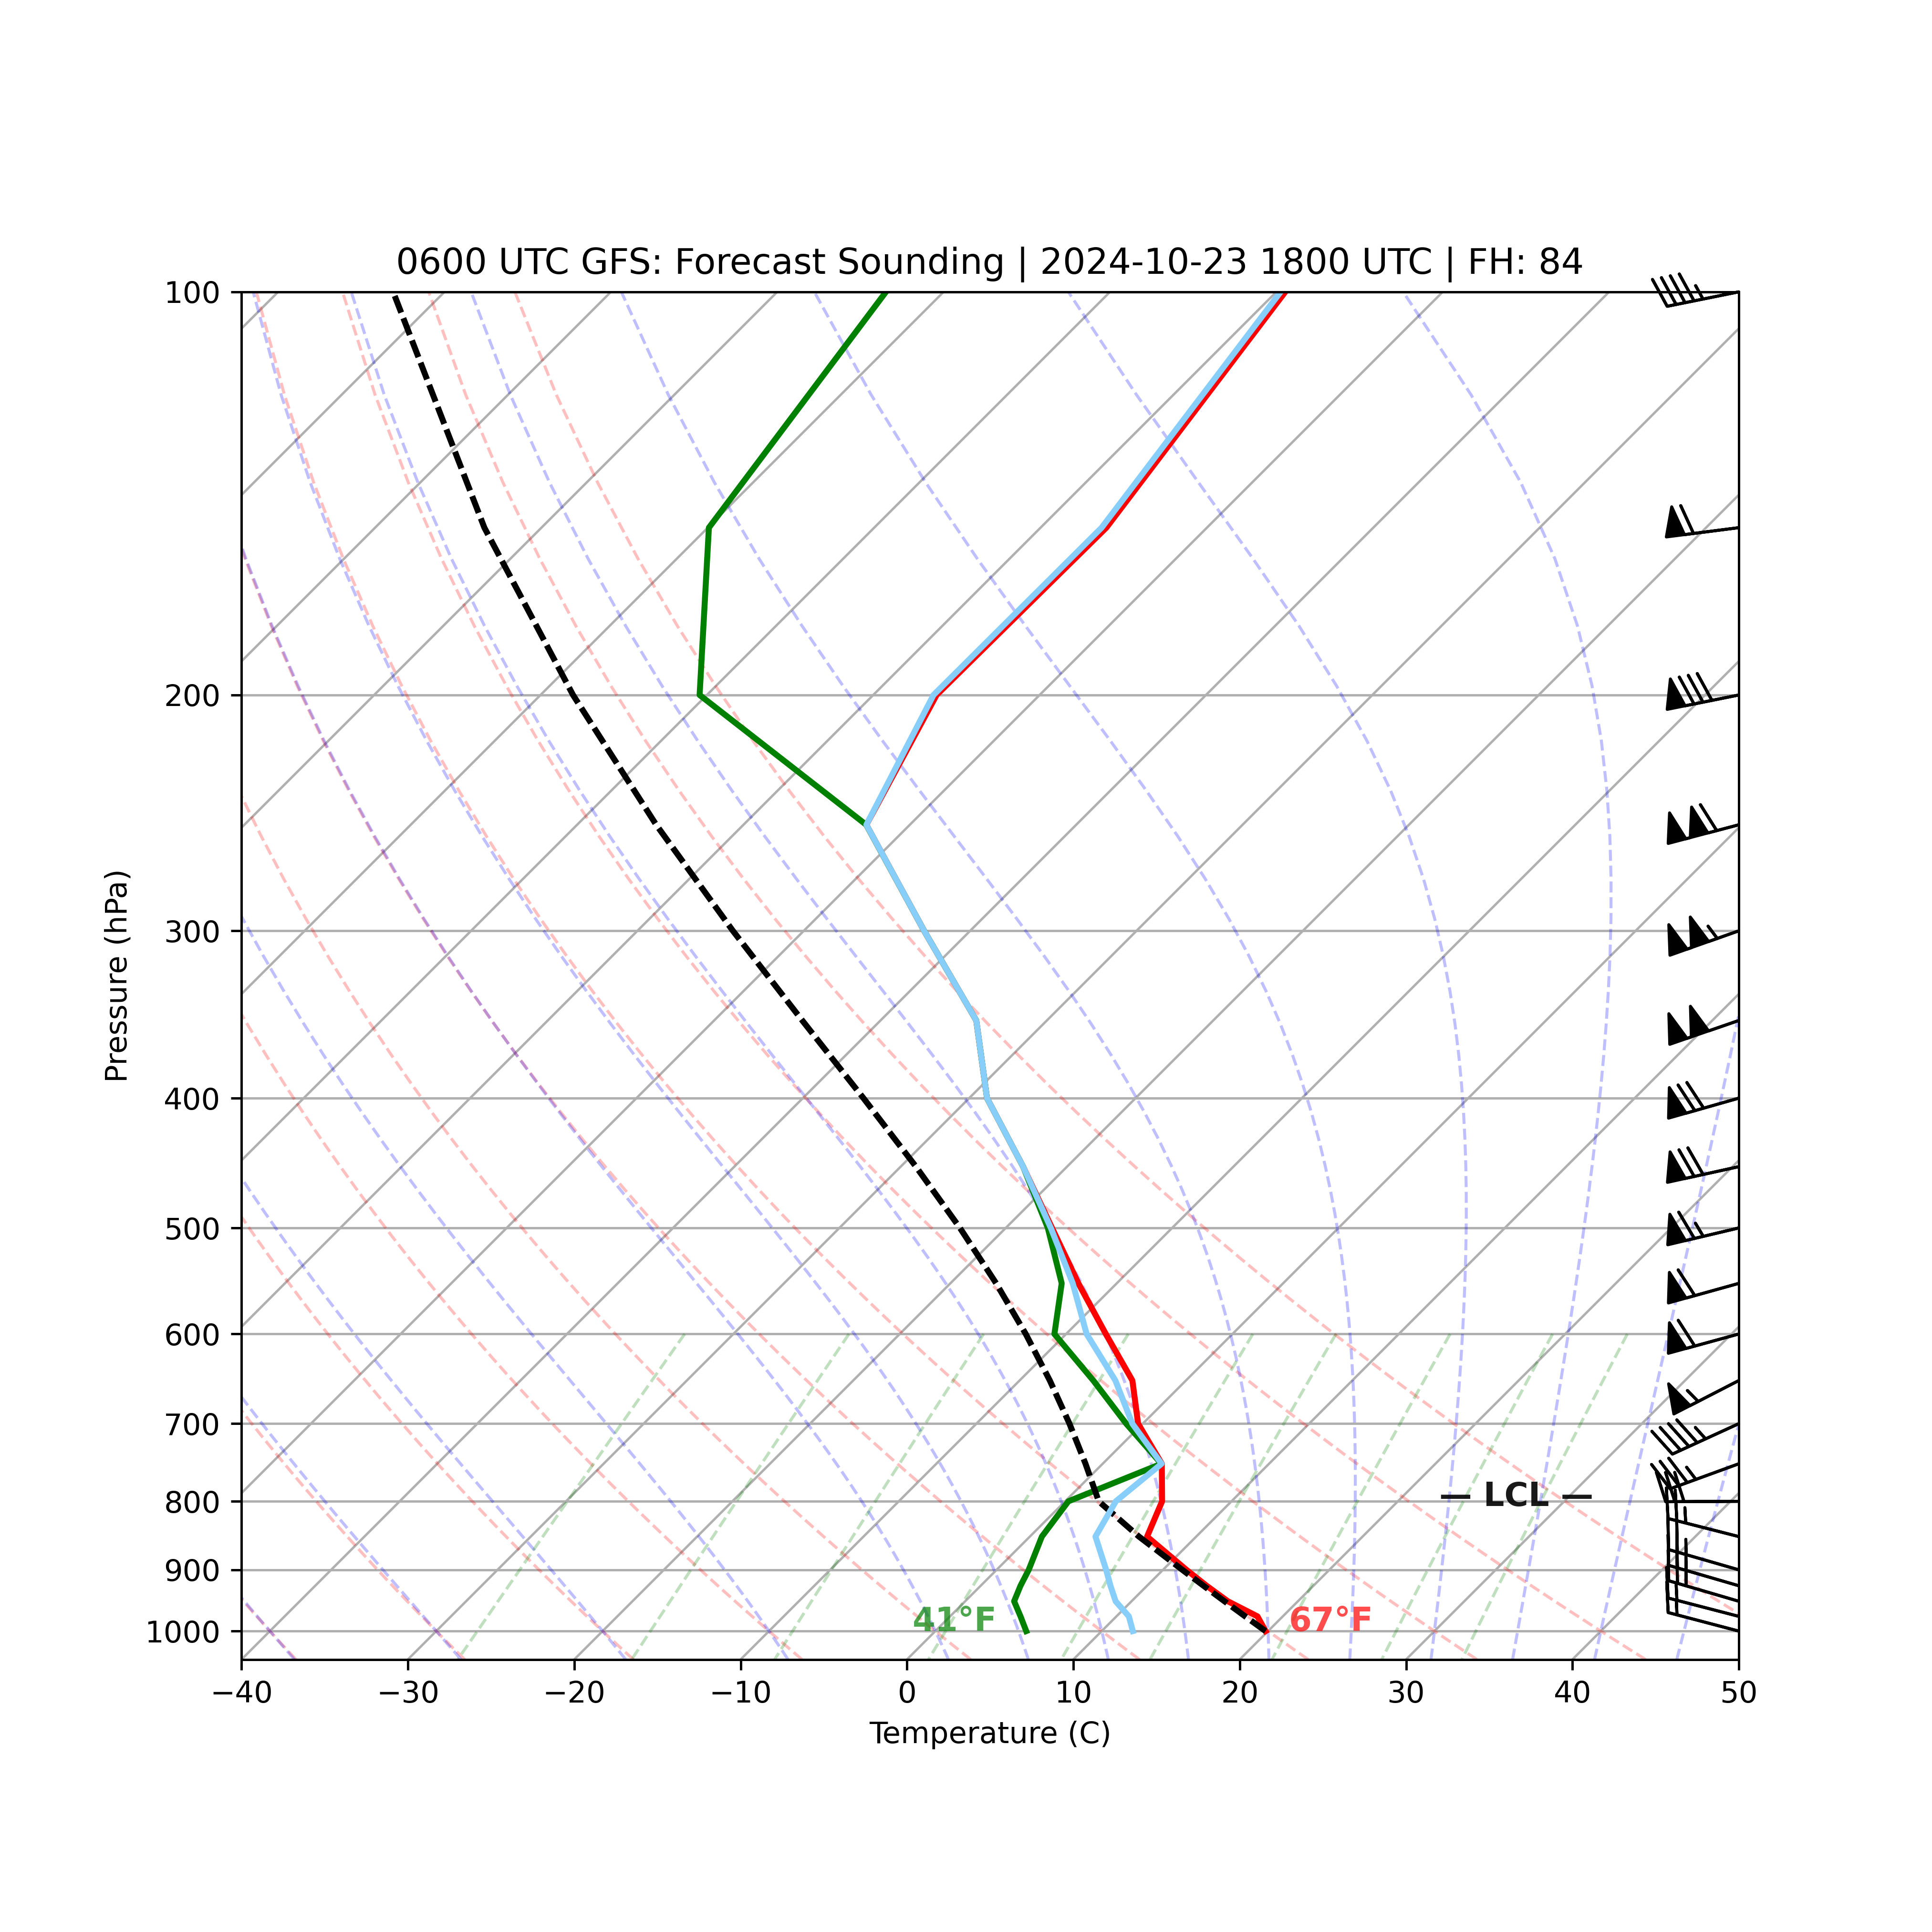 0600 UTC GFS: Forecast Sounding | 2024-10-23 1800 UTC | FH: 84
100
200
300
400
500
600
700
800
900
1000
Pressure (hPa)
— LCL —
41°F
67°F
−40 −30 −20 −10 0 10 20 30 40 50
Temperature (C)